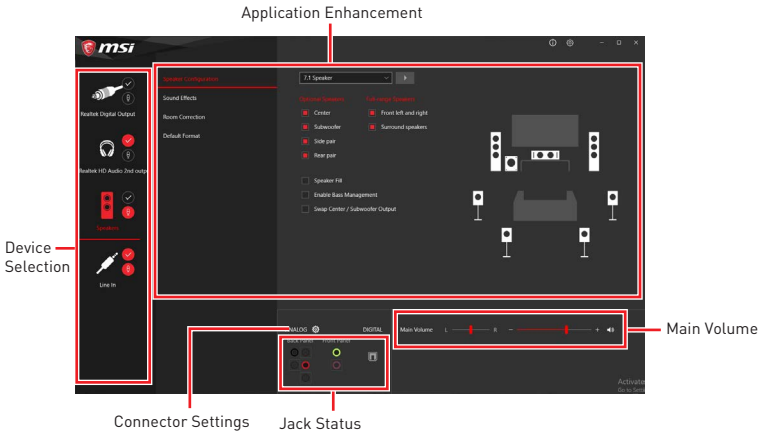 Application Enhancement
msi
Speaker Configuration
Sound Effects
Room Correction
Default Format
7.1 Speaker
Optional Speakers
Full-range Speakers
Center
Front left and right
Subwoofer
Surround speakers
Side pair
Rear pair
Speaker Fill
Enable Bass Management
Swap Center / Subwoofer Output
Realtek Digital Output
Realtek HD Audio 2nd outp
Speakers
Line In
Device
Selection
ANALOG
DIGITAL
Back Panel
Front Panel
Main Volume
L
R
Main Volume
Activate
Go to Setti
Connector Settings
Jack Status